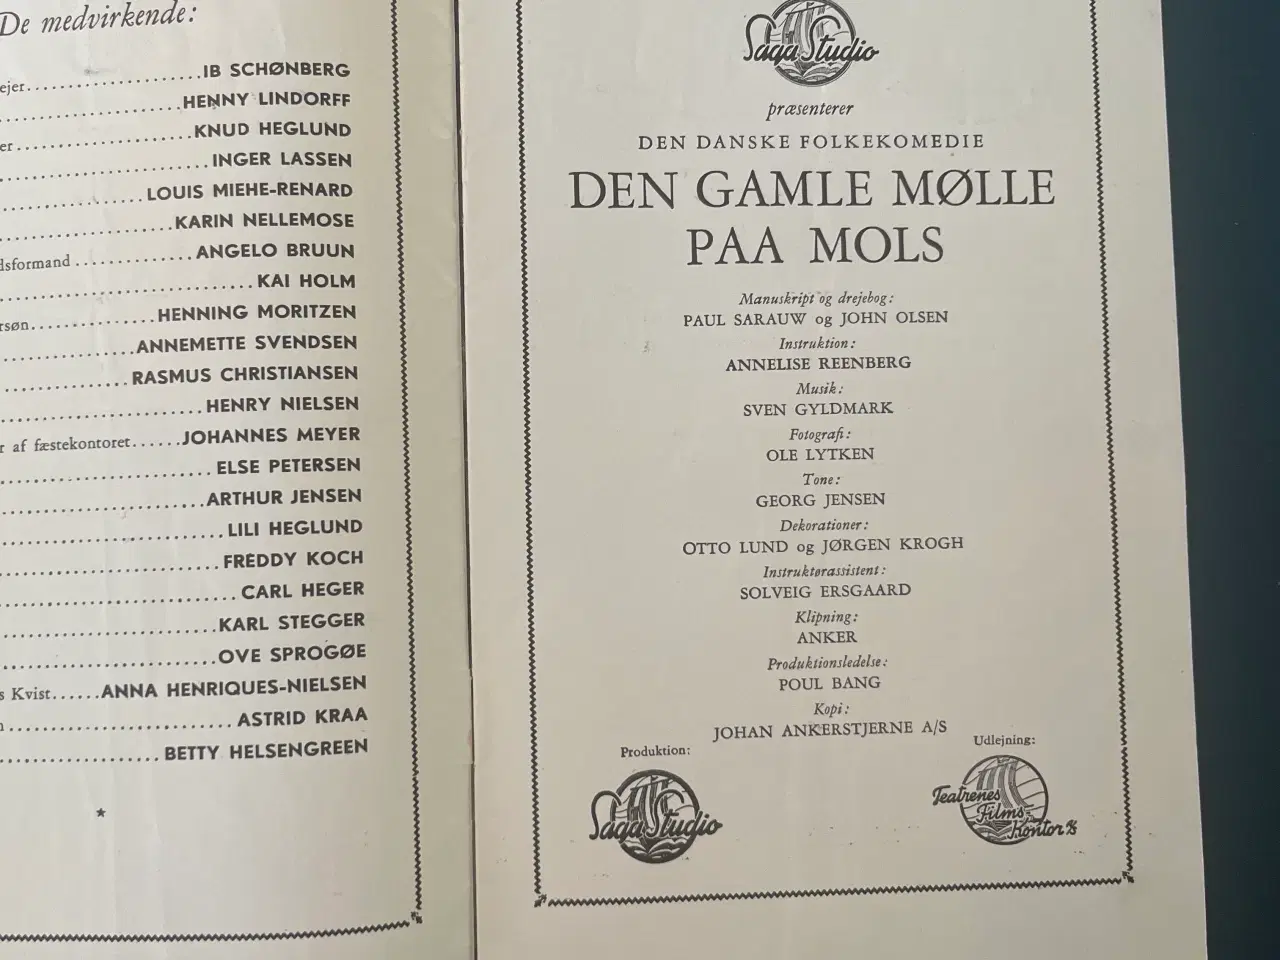 De medvirkende:
ejer....................IB SCHØNBERG
....................HENNY LINDORFF
er....................KNUD HEGLUND
....................INGER LASSEN
....................LOUIS MIEHE-RENARD
....................KARIN NELLEMOSE
dsformand..............ANGELO BRUUN
....................KAI HOLM
rsøn...............HENNING MORITZEN
....................ANNEMETTE SVENDSEN
....................RASMUS CHRISTIANSEN
....................HENRY NIELSEN
r af fæstekontoret......JOHANNES MEYER
....................ELSE PETERSEN
....................ARTHUR JENSEN
....................LILI HEGLUND
....................FREDDY KOCH
....................CARL HEGER
....................KARL STEGGER
....................OVE SPROGØE
s Kvist......ANNA HENRIQUES-NIELSEN
n....................ASTRID KRAA
....................BETTY HELSENGREEN
*
Saga Studio
præsenterer
DEN DANSKE FOLKEKOMEDIE
DEN GAMLE MØLLE
PAA MOLS
Manuskript og drejebog:
PAUL SARAUW og JOHN OLSEN
Instruktion:
ANNELISE REENBERG
Musik:
SVEN GYLDMARK
Fotografi:
OLE LYTKEN
Tone:
GEORG JENSEN
Dekorationer:
OTTO LUND og JØRGEN KROGH
Instruktørassistent:
SOLVEIG ERSGAARD
Klipning:
ANKER
Produktionsledelse:
POUL BANG
Kopi:
JOHAN ANKERSTJERNE A/S
Produktion:
Saga Studio
Udlejning:
Teatrenes
Films-
Kontor A/S